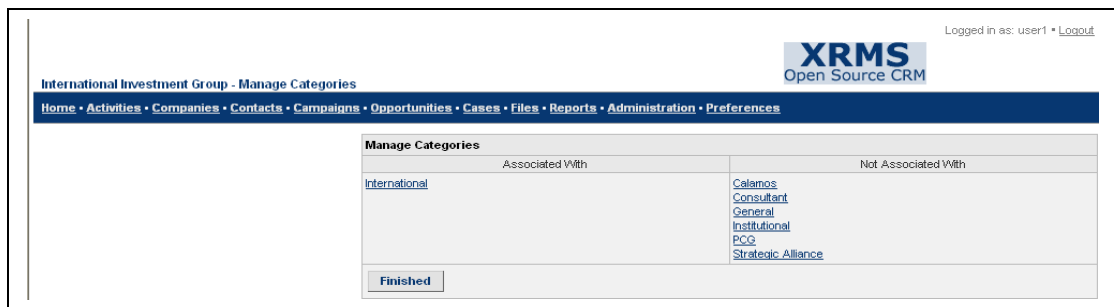 Logged in as: user1 • Logout
XRMS
Open Source CRM
International Investment Group - Manage Categories
Home • Activities • Companies • Contacts • Campaigns • Opportunities • Cases • Files • Reports • Administration • Preferences
Manage Categories
Associated With Not Associated With
International Calamos
Consultant
General
Institutional
PCG
Strategic Alliance
Finished